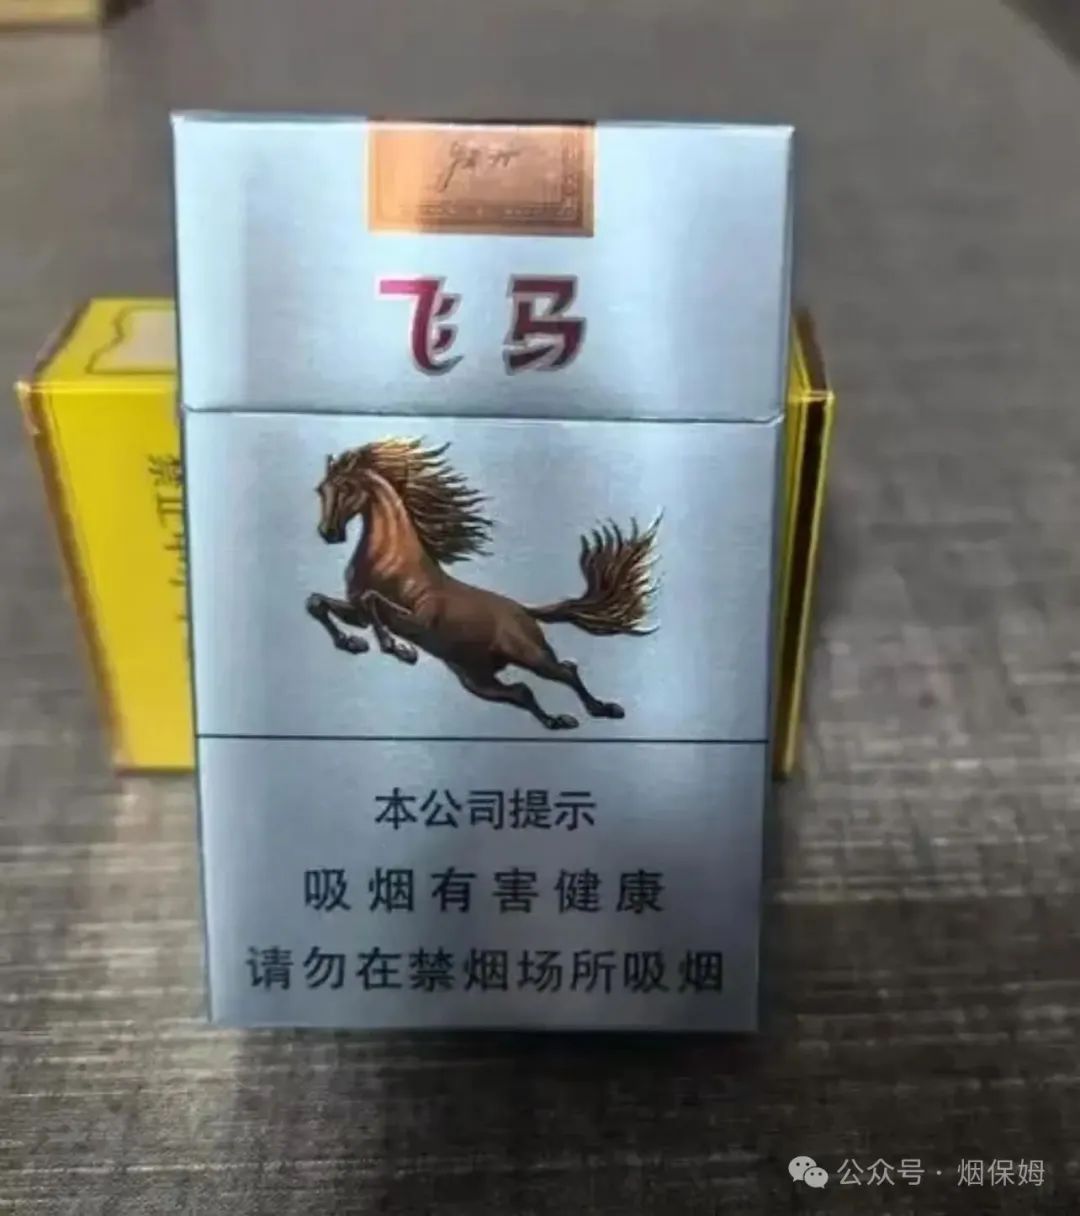 飞马
本公司提示
吸烟有害健康
请勿在禁烟场所吸烟
公众号·烟保姆